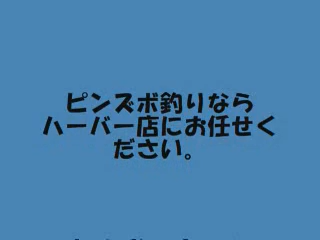 ピンズボ釣りなら
ハーバー店にお任せく
ださい。